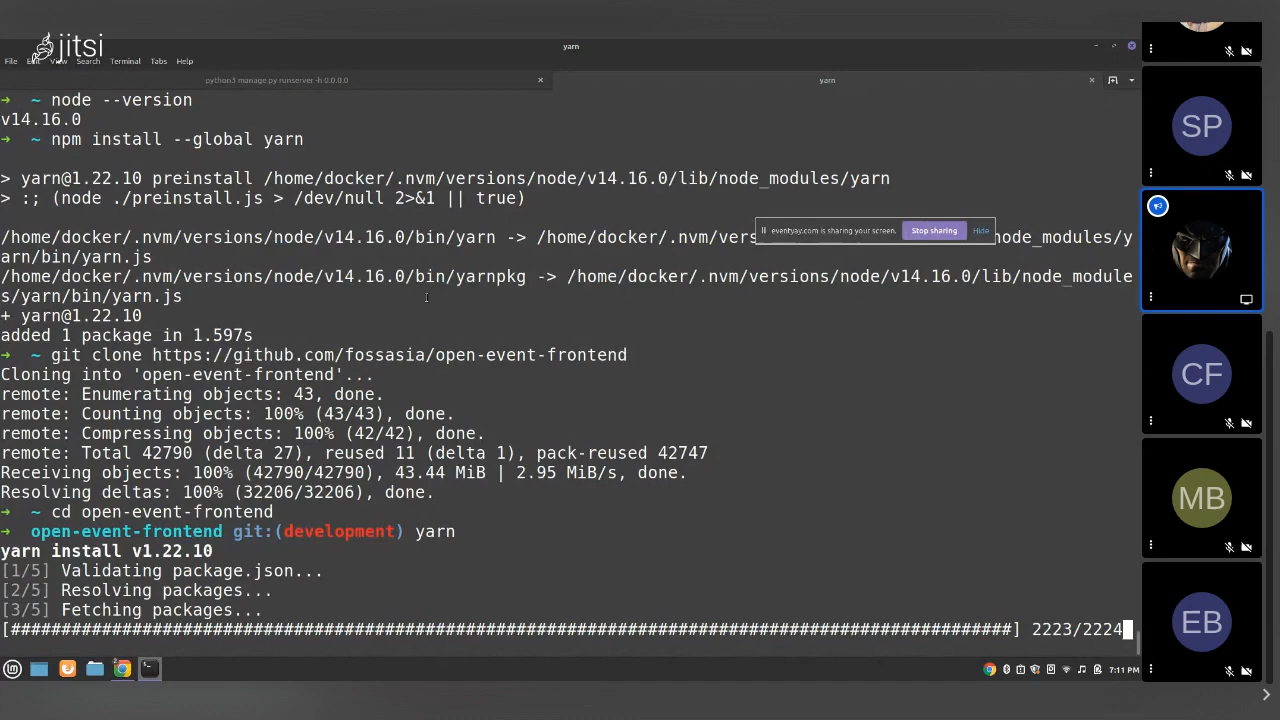 jitsi
yarn
File Edit View Search Terminal Tabs Help
python3 manage.py runserver -h 0.0.0.0
yarn
➜ ~ node --version
v14.16.0
➜ ~ npm install --global yarn
> yarn@1.22.10 preinstall /home/docker/.nvm/versions/node/v14.16.0/lib/node_modules/yarn
> :; (node ./preinstall.js > /dev/null 2>&1 || true)
/home/docker/.nvm/versions/node/v14.16.0/bin/yarn -> /home/docker/.nvm/vers node_modules/y
eventyay.com is sharing your screen. Stop sharing Hide
arn/bin/yarn.js
/home/docker/.nvm/versions/node/v14.16.0/bin/yarnpkg -> /home/docker/.nvm/versions/node/v14.16.0/lib/node_module
s/yarn/bin/yarn.js
+ yarn@1.22.10
added 1 package in 1.597s
➜ ~ git clone https://github.com/fossasia/open-event-frontend
Cloning into 'open-event-frontend'...
remote: Enumerating objects: 43, done.
remote: Counting objects: 100% (43/43), done.
remote: Compressing objects: 100% (42/42), done.
remote: Total 42790 (delta 27), reused 11 (delta 1), pack-reused 42747
Receiving objects: 100% (42790/42790), 43.44 MiB | 2.95 MiB/s, done.
Resolving deltas: 100% (32206/32206), done.
➜ ~ cd open-event-frontend
➜ open-event-frontend git:(development) yarn
yarn install v1.22.10
[1/5] Validating package.json...
[2/5] Resolving packages...
[3/5] Fetching packages...
[####################################################################################################] 2223/2224
7:11 PM
SP
CF
MB
EB